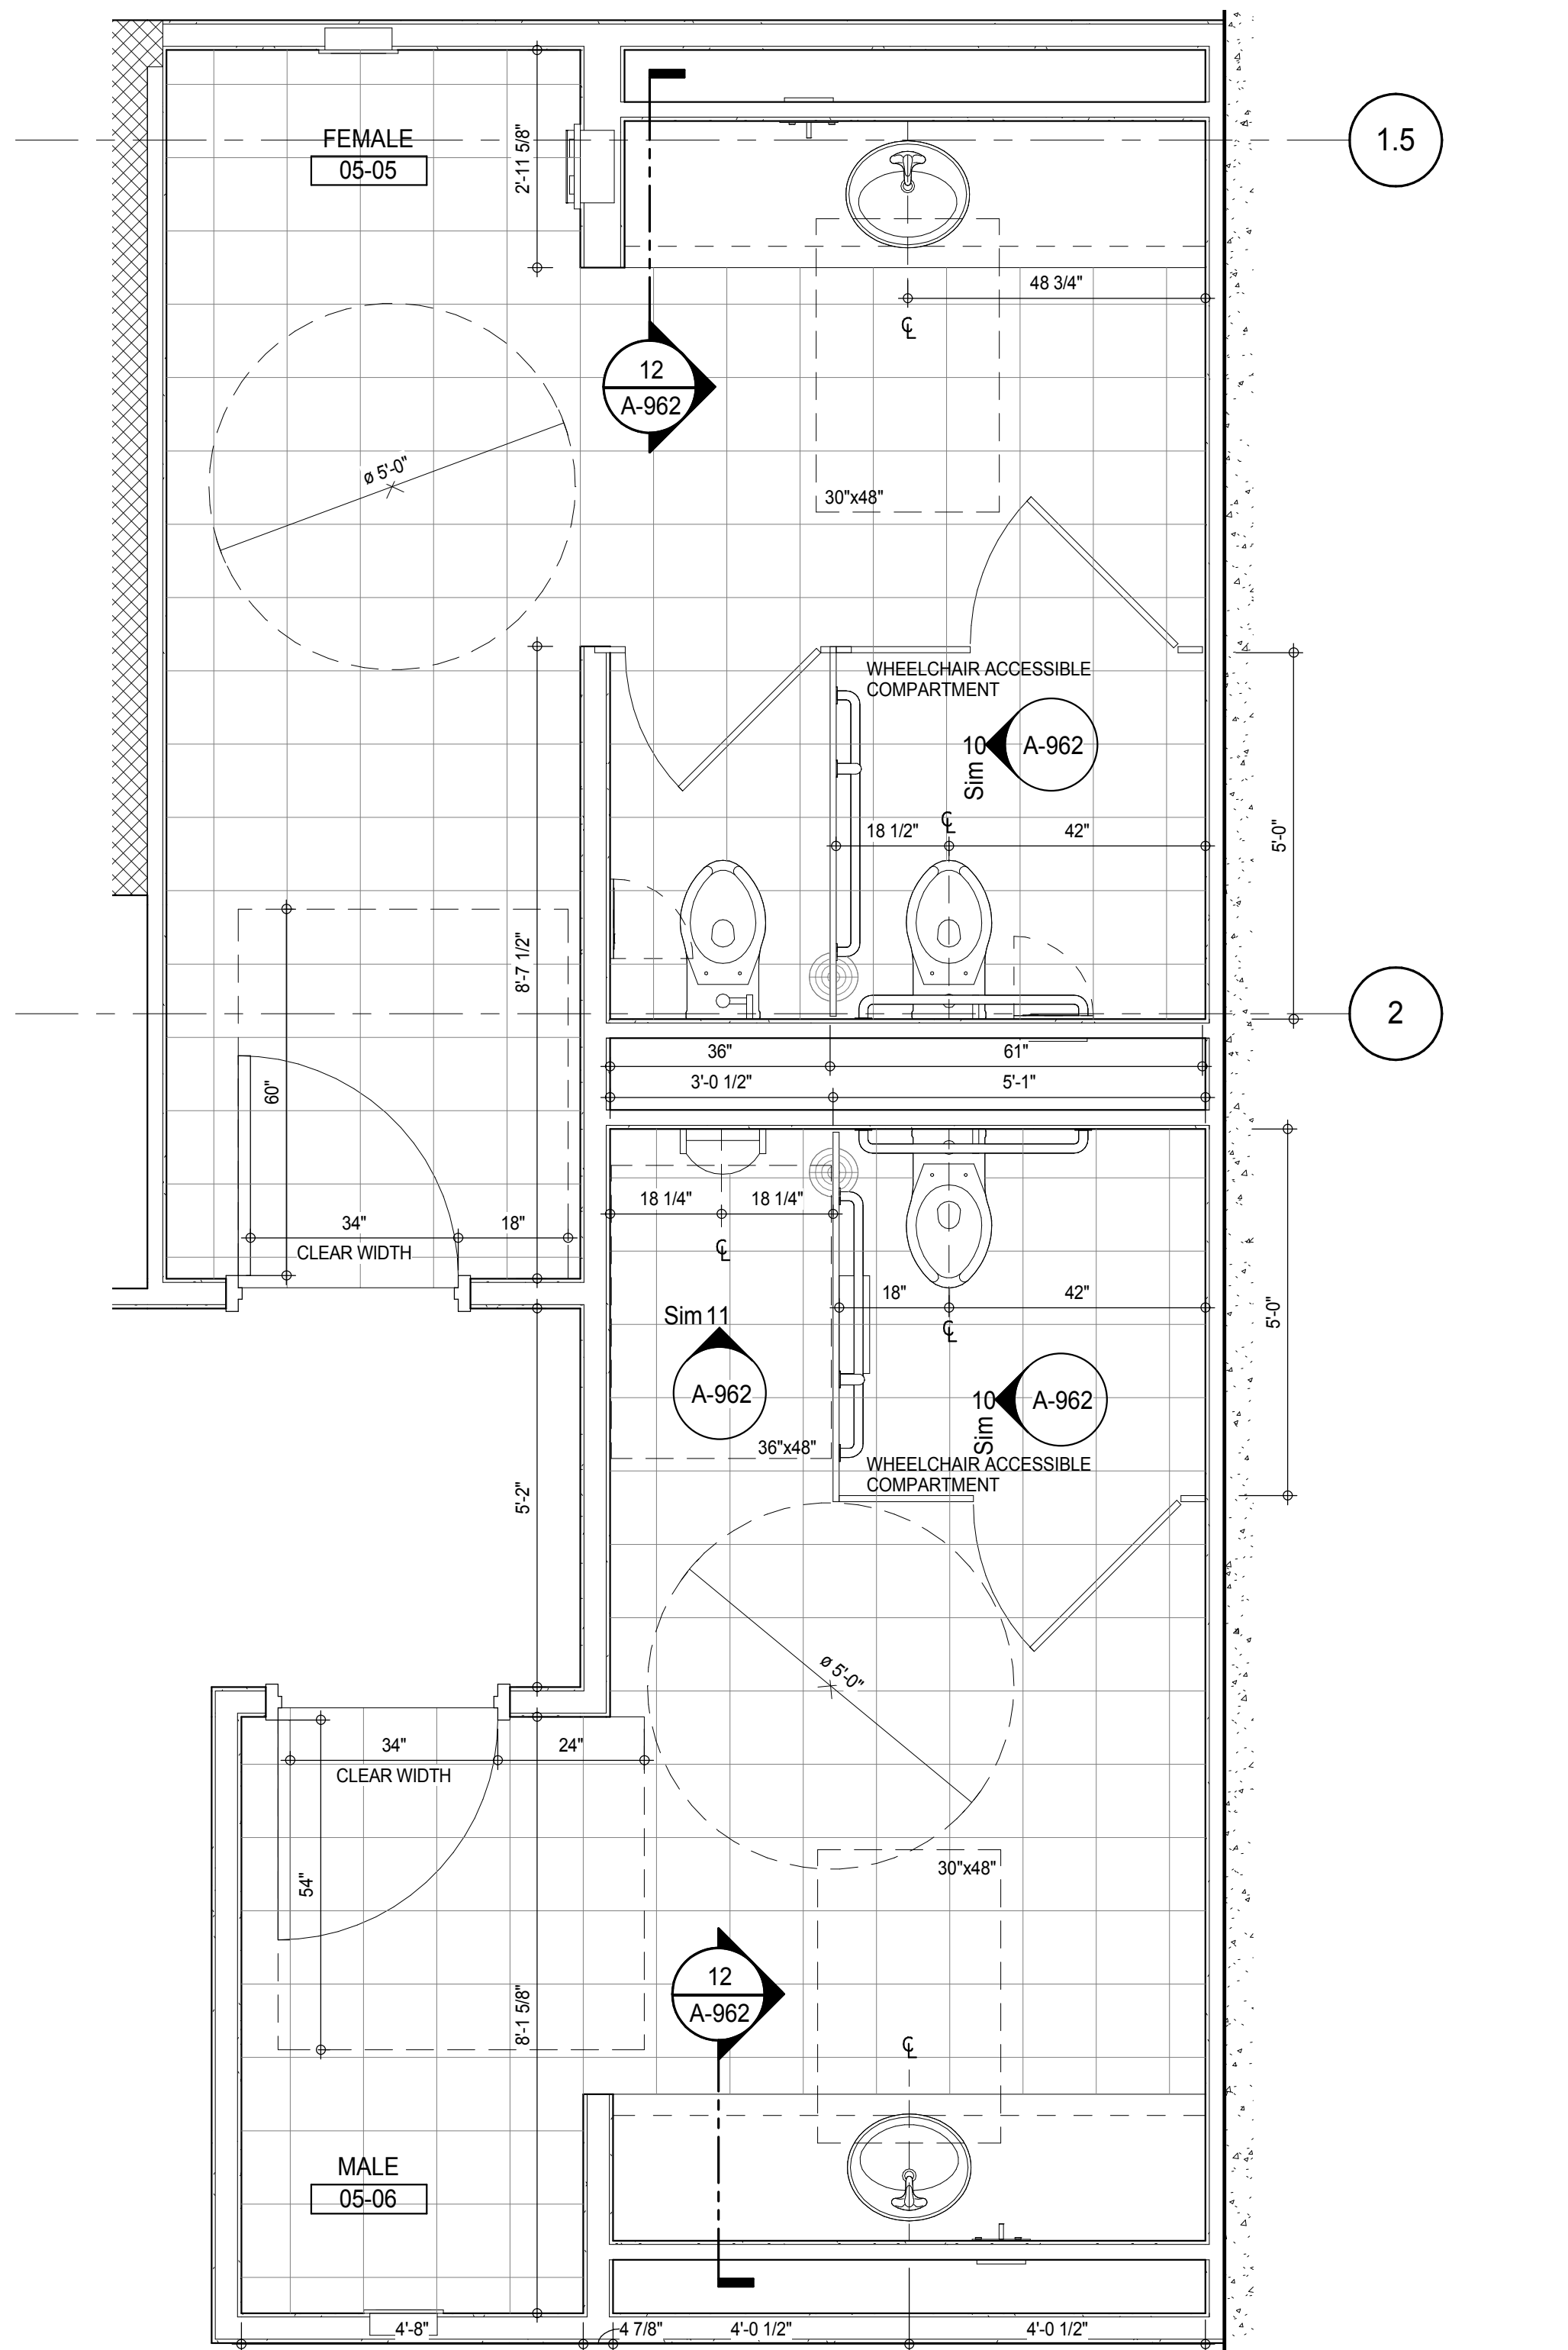 FEMALE
05-05
2'-11 5/8"
1.5
48 3/4"
℄
12
A-962
ø 5'-0"
30"x48"
WHEELCHAIR ACCESSIBLE
COMPARTMENT
10
Sim
A-962
18 1/2"
℄
42"
5'-0"
8'-7 1/2"
2
36"
61"
3'-0 1/2"
5'-1"
60"
34"
CLEAR WIDTH
18"
18 1/4"
18 1/4"
℄
18"
42"
℄
5'-0"
Sim 11
A-962
10
Sim
A-962
36"x48"
WHEELCHAIR ACCESSIBLE
COMPARTMENT
5'-2"
ø 5'-0"
34"
CLEAR WIDTH
24"
54"
30"x48"
12
A-962
8'-1 5/8"
℄
MALE
05-06
4'-8"
4 7/8"
4'-0 1/2"
4'-0 1/2"